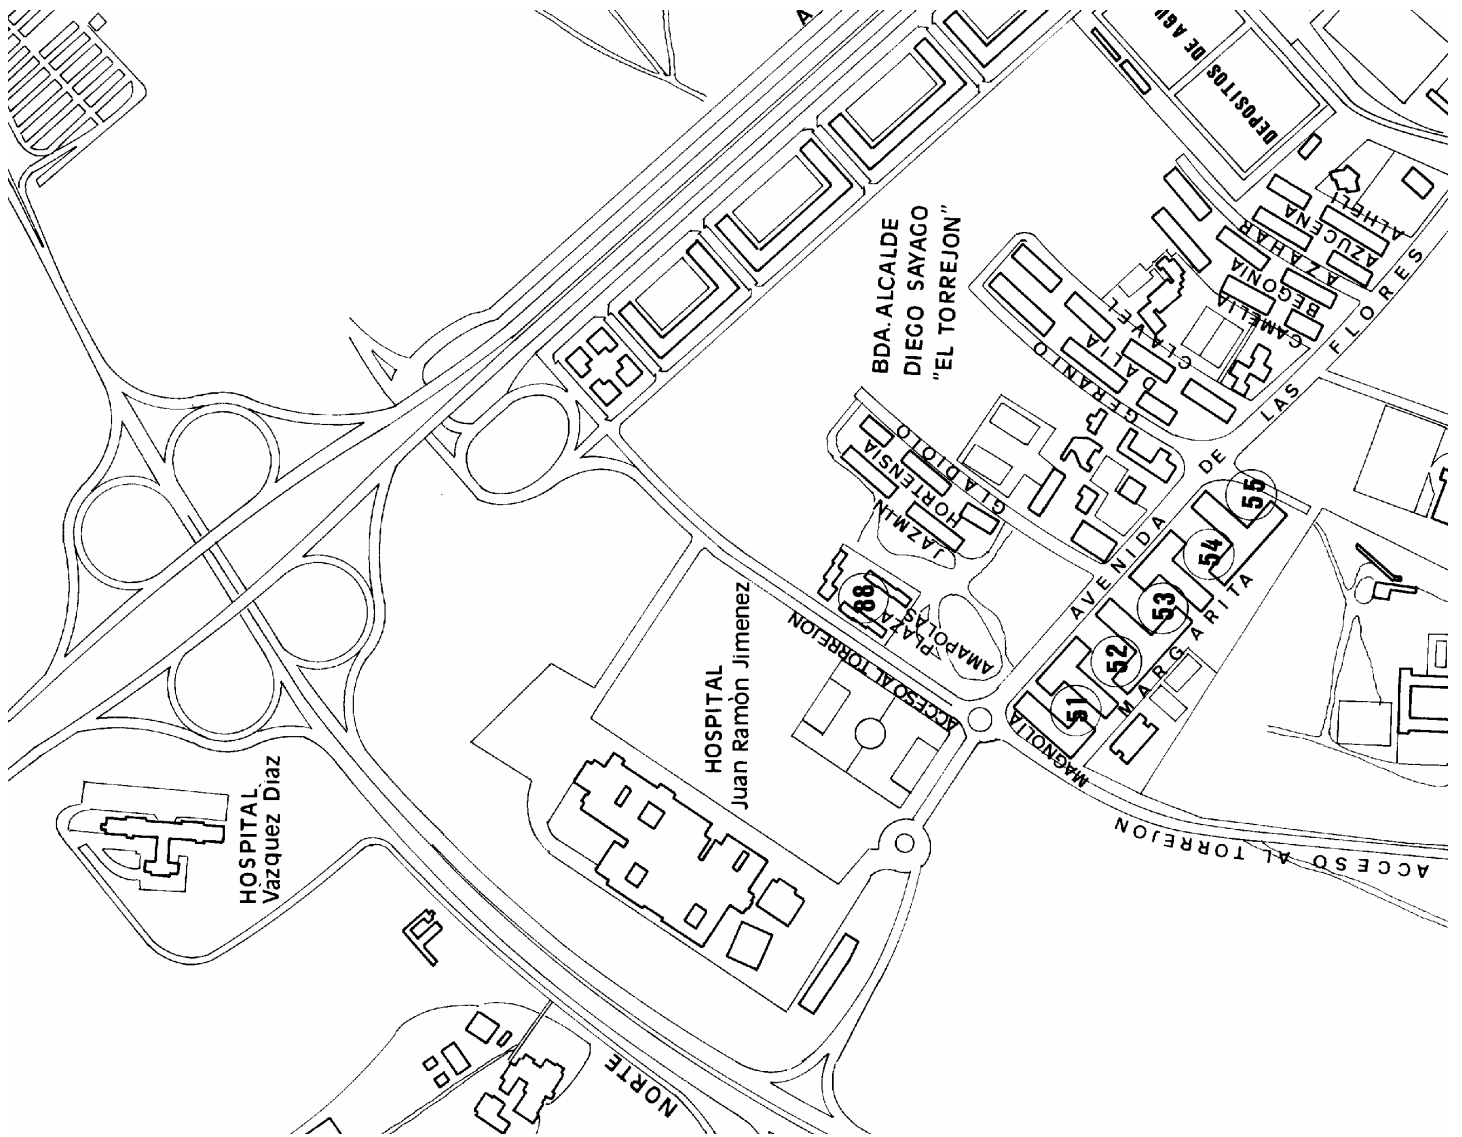 DEPOSITOS DE AGU
BDA. ALCALDE
DIEGO SAYAGO
"EL TORREJON"
ALHELI
AZUCENA
AZAHAR
BEGONIA
CAMELIA
CLAVEL
DALIA
GERANIO
GLADIOLO
HORTENSIA
JAZMIN
AVENIDA DE LAS FLORES
PLAZA
AMAPOLAS
88
55
54
53
52
51
MARGARITA
MAGNOLIA
ACCESO AL TORREJON
ACCESO AL TORREJON
HOSPITAL
Juan Ramòn Jimenez
HOSPITAL
Vázquez Díaz
NORTE